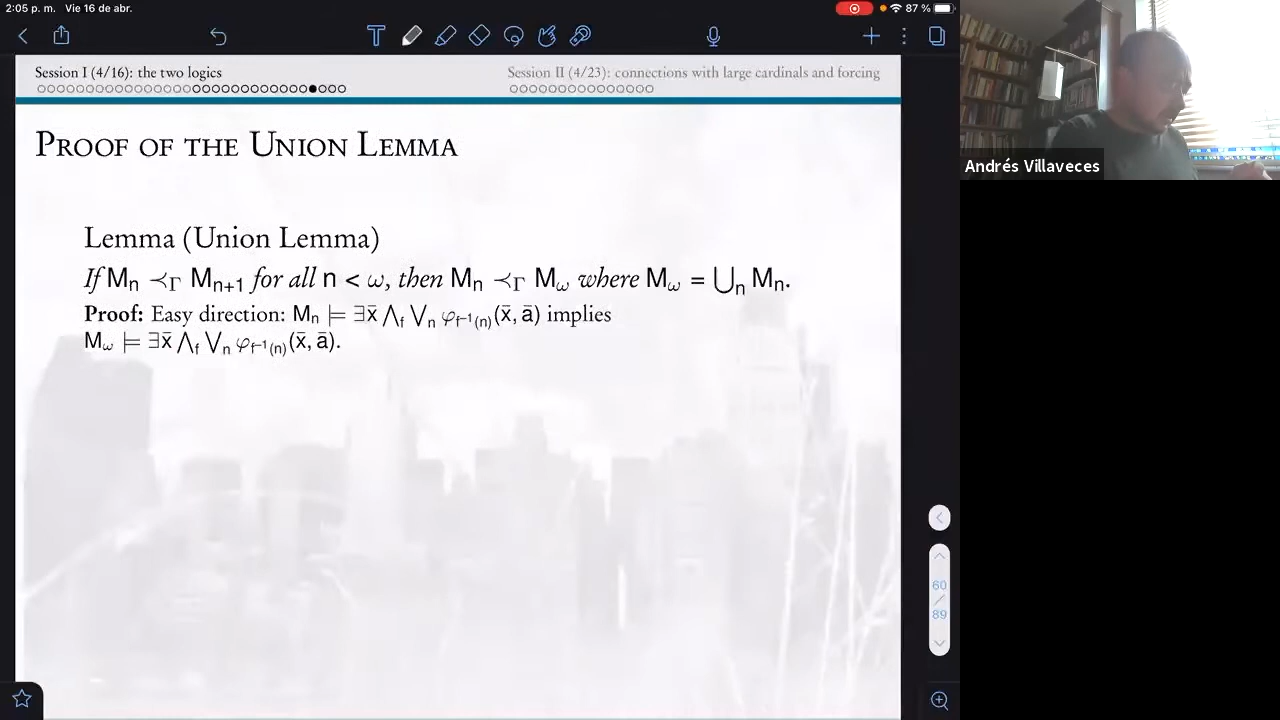 2:05 p. m. Vie 16 de abr.
87 %
Session I (4/16): the two logics
Session II (4/23): connections with large cardinals and forcing
Proof of the Union Lemma
Lemma (Union Lemma)
If Mₙ ≺_Γ Mₙ₊₁ for all n < ω, then Mₙ ≺_Γ M_ω where M_ω = ⋃ₙ Mₙ.
Proof: Easy direction: Mₙ ⊨ ∃x̄ ⋀_f ⋁ₙ φ_{f⁻¹(n)}(x̄, ā) implies
M_ω ⊨ ∃x̄ ⋀_f ⋁ₙ φ_{f⁻¹(n)}(x̄, ā).
60
/
89
Andrés Villaveces